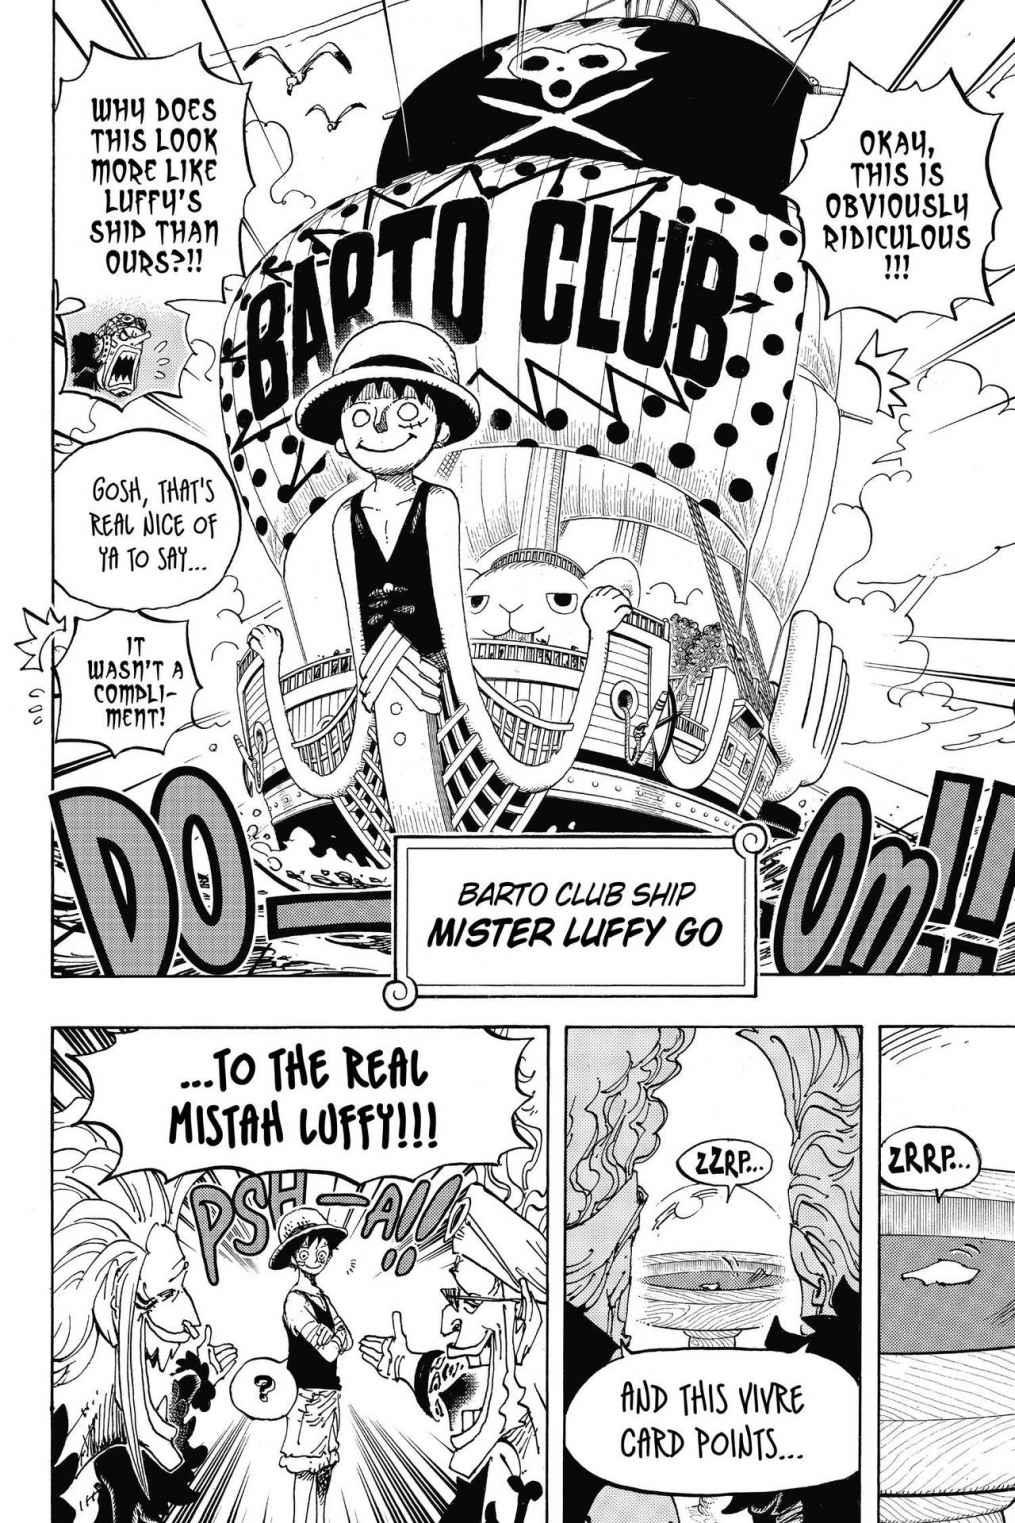 OKAY,
THIS IS
OBVIOUSLY
RIDICULOUS
!!!
WHY DOES
THIS LOOK
MORE LIKE
LUFFY'S
SHIP THAN
OURS?!!
BARTO CLUB
GOSH, THAT'S
REAL NICE OF
YA TO SAY...
IT
WASN'T A
COMPLI-
MENT!
DO—OM!!
BARTO CLUB SHIP
MISTER LUFFY GO
ZRRP...
ZZRP...
AND THIS VIVRE
CARD POINTS...
...TO THE REAL
MISTAH LUFFY!!!
PSH—A!!
?